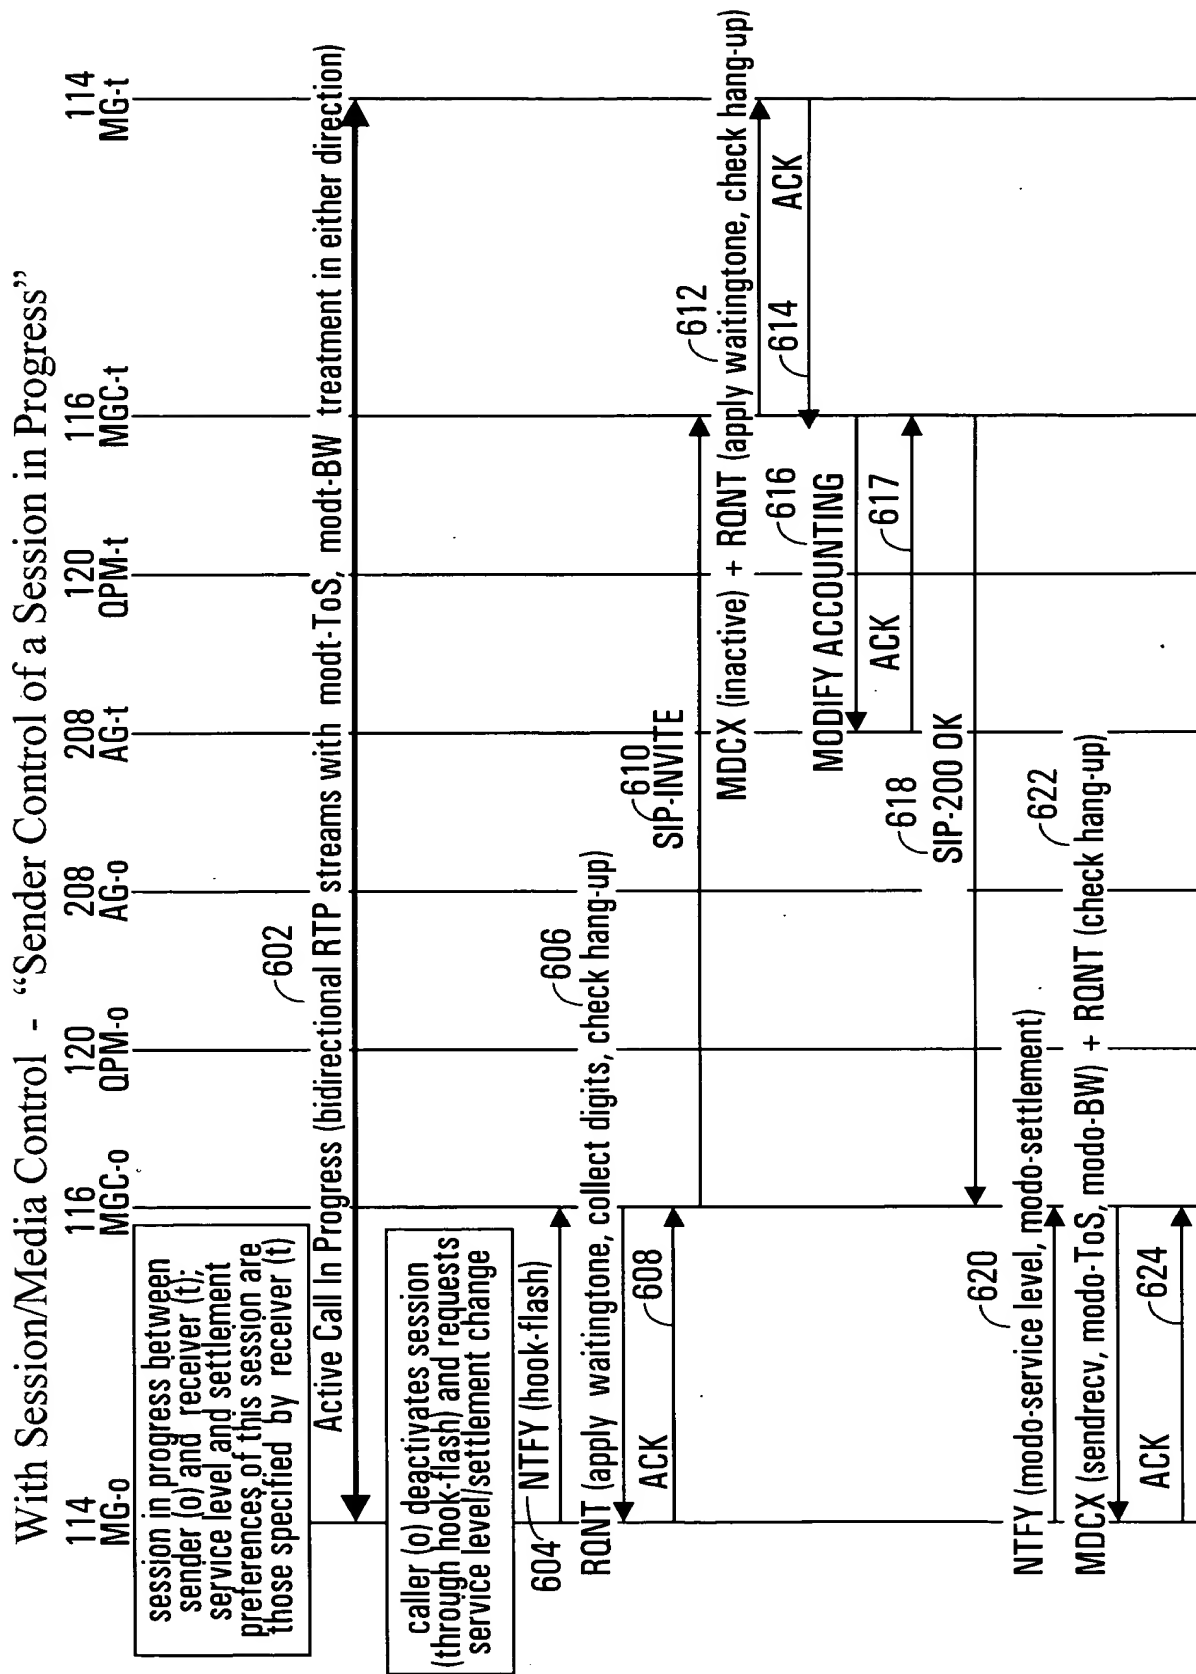 With Session/Media Control - “Sender Control of a Session in Progress”
114
MG-o
116
MGC-o
120
QPM-o
208
AG-o
208
AG-t
120
QPM-t
116
MGC-t
114
MG-t
session in progress between
sender (o) and receiver (t);
service level and settlement
preferences of this session are
those specified by receiver (t)
602
Active Call In Progress (bidirectional RTP streams with modt-ToS, modt-BW treatment in either direction)
caller (o) deactivates session
(through hook-flash) and requests
service level/settlement change
604 NTFY (hook-flash)
606
RQNT (apply waitingtone, collect digits, check hang-up)
ACK
608
610
SIP-INVITE
612
MDCX (inactive) + RQNT (apply waitingtone, check hang-up)
614
ACK
616
MODIFY ACCOUNTING
617
ACK
618
SIP-200 OK
620
NTFY (modo-service level, modo-settlement)
622
MDCX (sendrecv, modo-ToS, modo-BW) + RQNT (check hang-up)
ACK
624